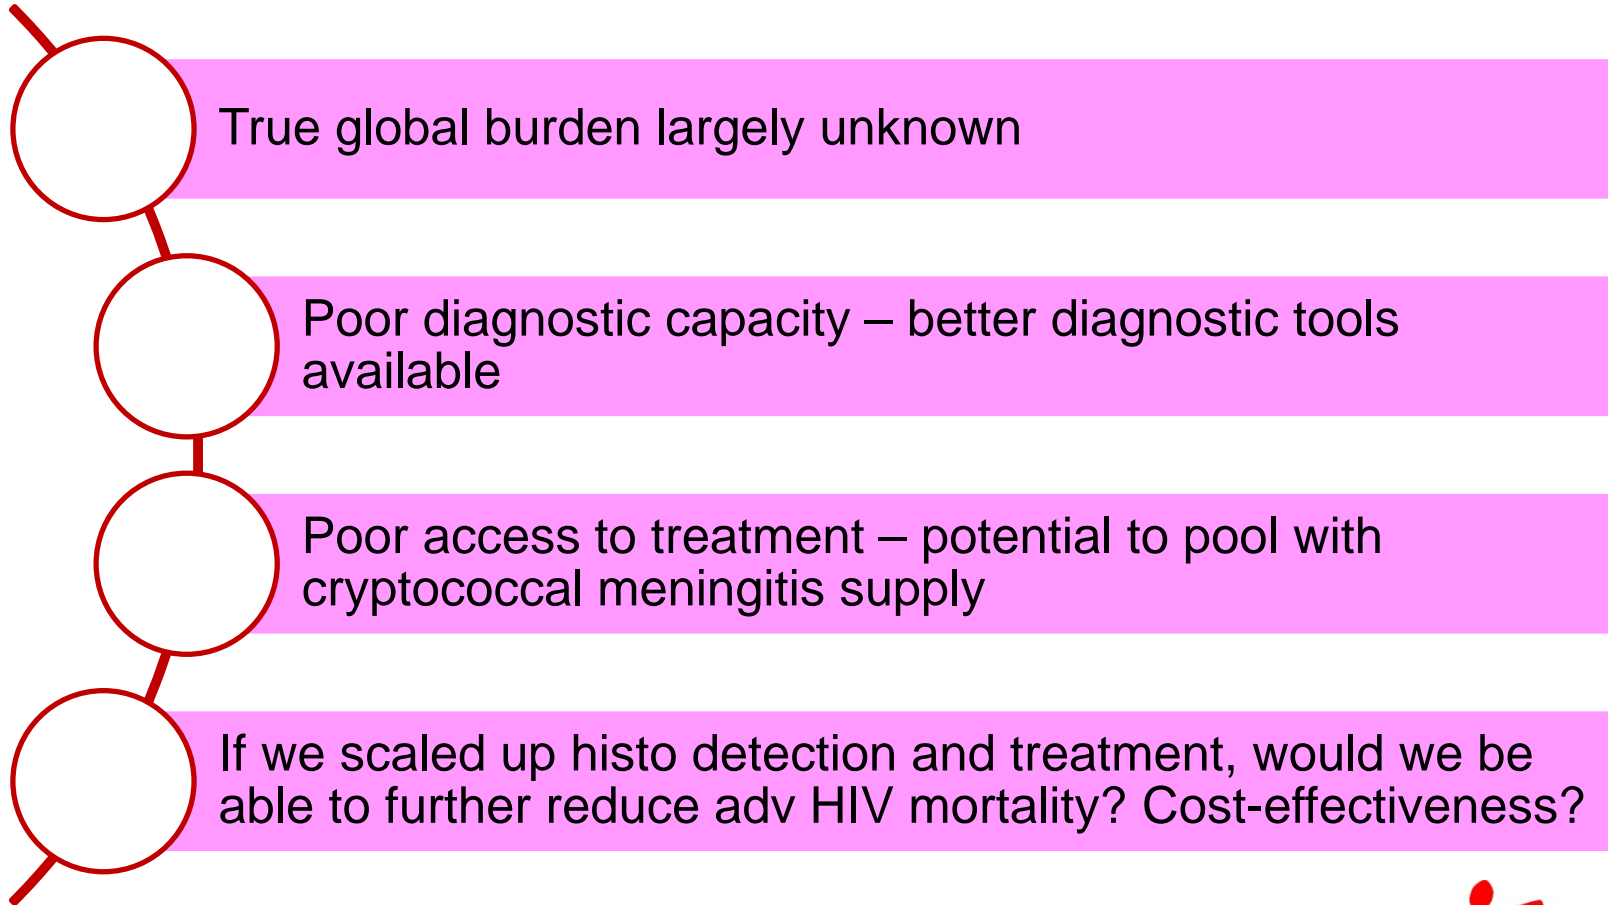 True global burden largely unknown
Poor diagnostic capacity – better diagnostic tools
available
Poor access to treatment – potential to pool with
cryptococcal meningitis supply
If we scaled up histo detection and treatment, would we be
able to further reduce adv HIV mortality? Cost-effectiveness?